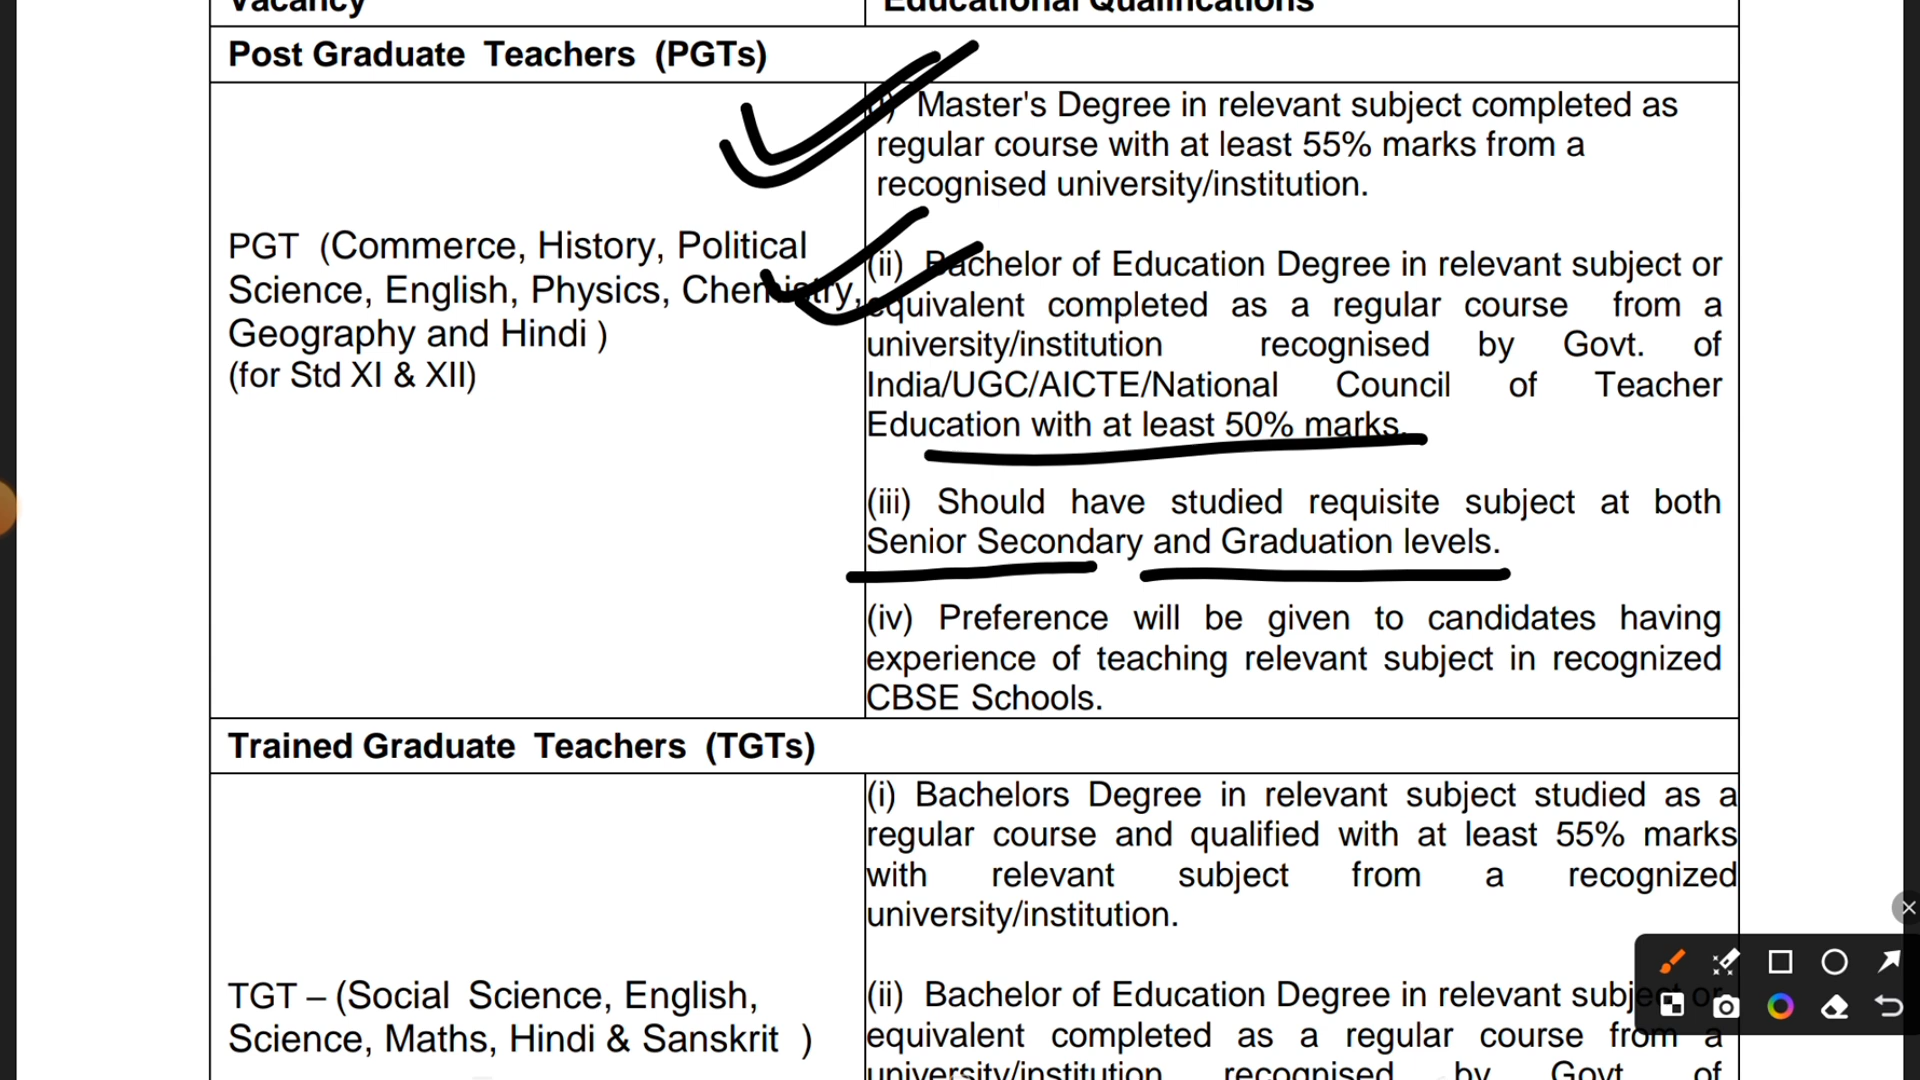 Vacancy
Educational Qualifications
Post Graduate Teachers (PGTs)
PGT (Commerce, History, Political
Science, English, Physics, Chemistry,
Geography and Hindi )
(for Std XI & XII)
(i) Master's Degree in relevant subject completed as
regular course with at least 55% marks from a
recognised university/institution.
(ii) Bachelor of Education Degree in relevant subject or
equivalent completed as a regular course from a
university/institution recognised by Govt. of
India/UGC/AICTE/National Council of Teacher
Education with at least 50% marks.
(iii) Should have studied requisite subject at both
Senior Secondary and Graduation levels.
(iv) Preference will be given to candidates having
experience of teaching relevant subject in recognized
CBSE Schools.
Trained Graduate Teachers (TGTs)
TGT – (Social Science, English,
Science, Maths, Hindi & Sanskrit )
(i) Bachelors Degree in relevant subject studied as a
regular course and qualified with at least 55% marks
with relevant subject from a recognized
university/institution.
(ii) Bachelor of Education Degree in relevant subject or
equivalent completed as a regular course from a
university/institution recognised by Govt. of